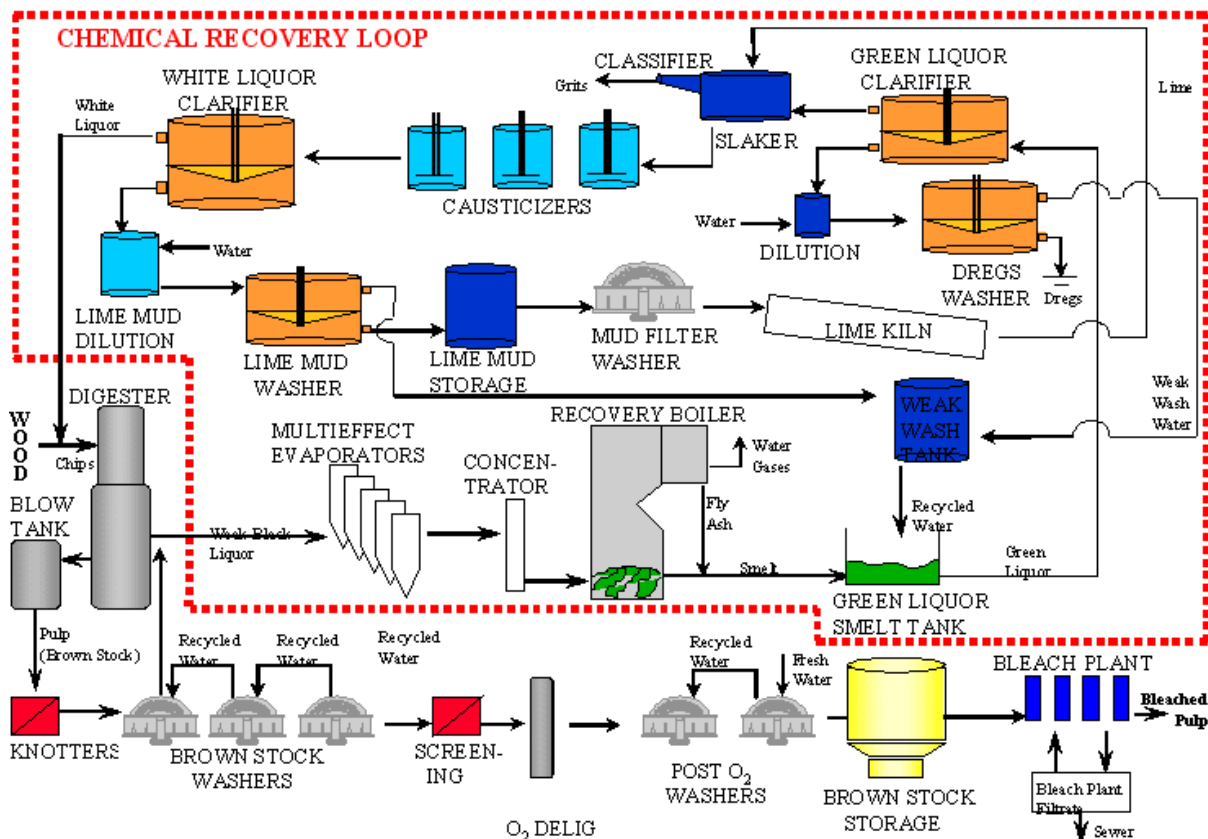 CHEMICAL RECOVERY LOOP
WHITE LIQUOR
CLARIFIER
White
Liquor
CLASSIFIER
Grits
SLAKER
GREEN LIQUOR
CLARIFIER
Lime
CAUSTICIZERS
Water
DILUTION
DREGS
WASHER
Dregs
Water
LIME MUD
DILUTION
LIME MUD
WASHER
LIME MUD
STORAGE
MUD FILTER
WASHER
LIME KILN
Weak
Wash
Water
WEAK
WASH
TANK
DIGESTER
WOOD
Chips
MULTIEFFECT
EVAPORATORS
CONCEN-
TRATOR
RECOVERY BOILER
Water
Gases
Fly
Ash
Recycled
Water
BLOW
TANK
Weak Black
Liquor
Smelt
Green
Liquor
GREEN LIQUOR
SMELT TANK
Pulp
(Brown Stock)
Recycled
Water
Recycled
Water
Recycled
Water
Recycled
Water
Fresh
Water
BLEACH PLANT
Bleached
Pulp
KNOTTERS
BROWN STOCK
WASHERS
SCREEN-
ING
O2 DELIG
POST O2
WASHERS
BROWN STOCK
STORAGE
Bleach Plant
Filtrate
Sewer